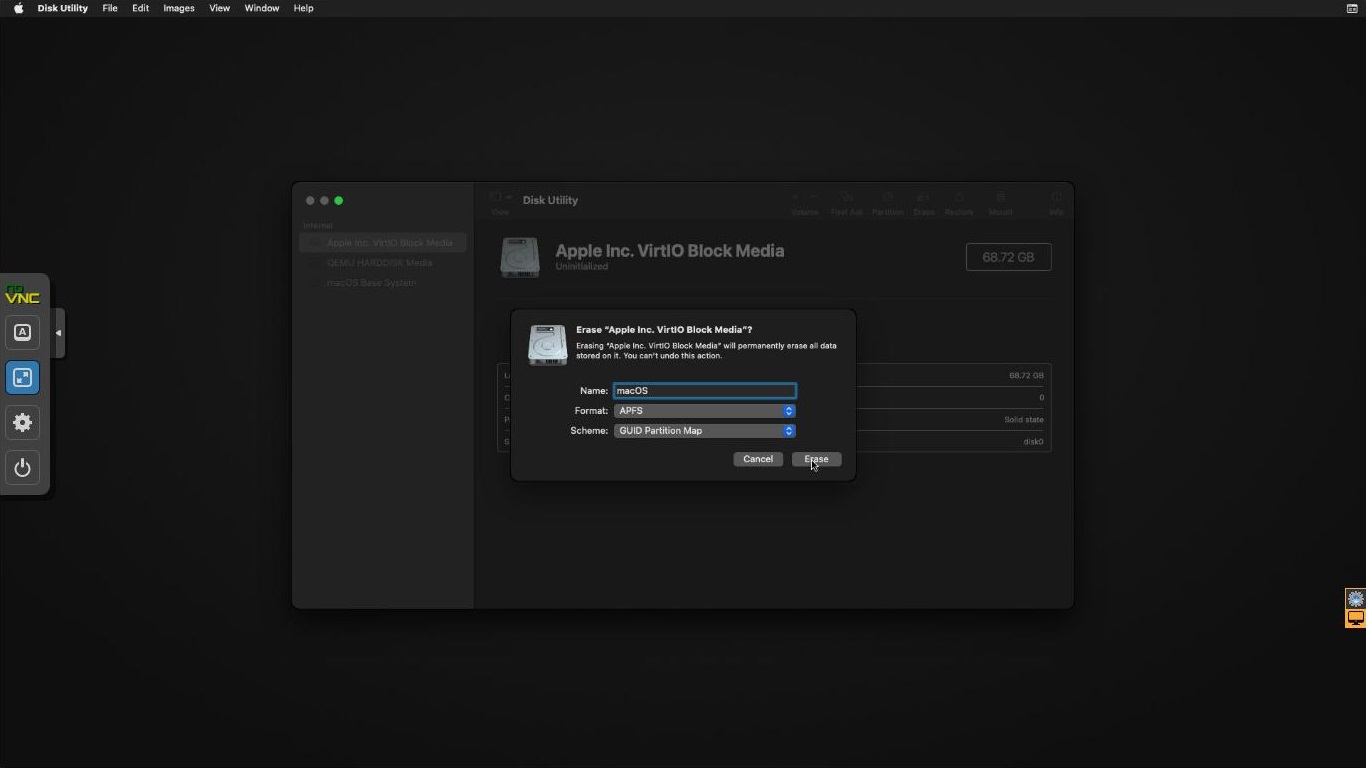 Disk Utility File Edit Images View Window Help
VNC
A
Disk Utility
View
Volume First Aid Partition Erase Restore Mount Info
Internal
Apple Inc. VirtIO Block Media
QEMU HARDDISK Media
macOS Base System
Apple Inc. VirtIO Block Media
Uninitialized
68.72 GB
Erase “Apple Inc. VirtIO Block Media”?
Erasing “Apple Inc. VirtIO Block Media” will permanently erase all data
stored on it. You can’t undo this action.
Name: macOS
Format: APFS
Scheme: GUID Partition Map
Cancel Erase
68.72 GB
0
Solid state
disk0